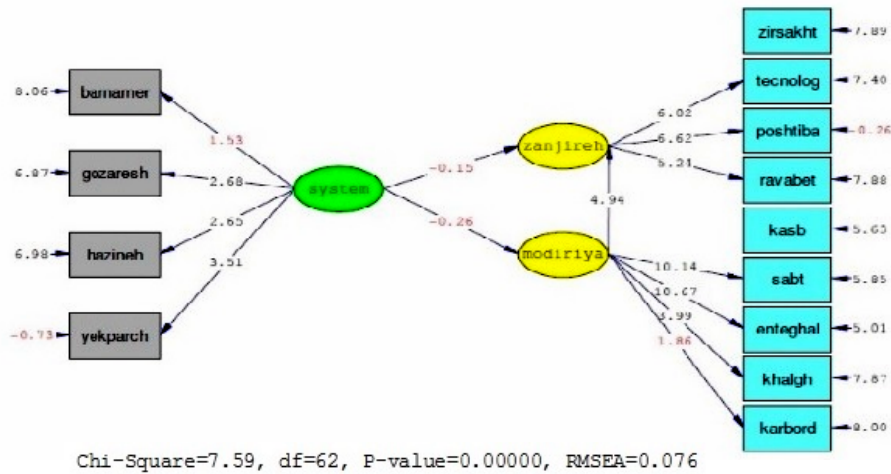 zirsakht 7.89
8.06 barnamer tecnolog 7.40
1.53 zanjireh 6.02 6.62 5.21 poshtiba -0.26
6.87 gozaresh 2.68 system -0.15 ravabet 7.88
2.65 4.94 kasb 5.63
6.98 hazineh 3.51 -0.26 modiriya 10.14 sabt 5.85
10.67 enteghal 5.01
-0.73 yekparch 3.99 khalgh 7.87
1.86 karbord 8.00
Chi-Square=7.59, df=62, P-value=0.00000, RMSEA=0.076